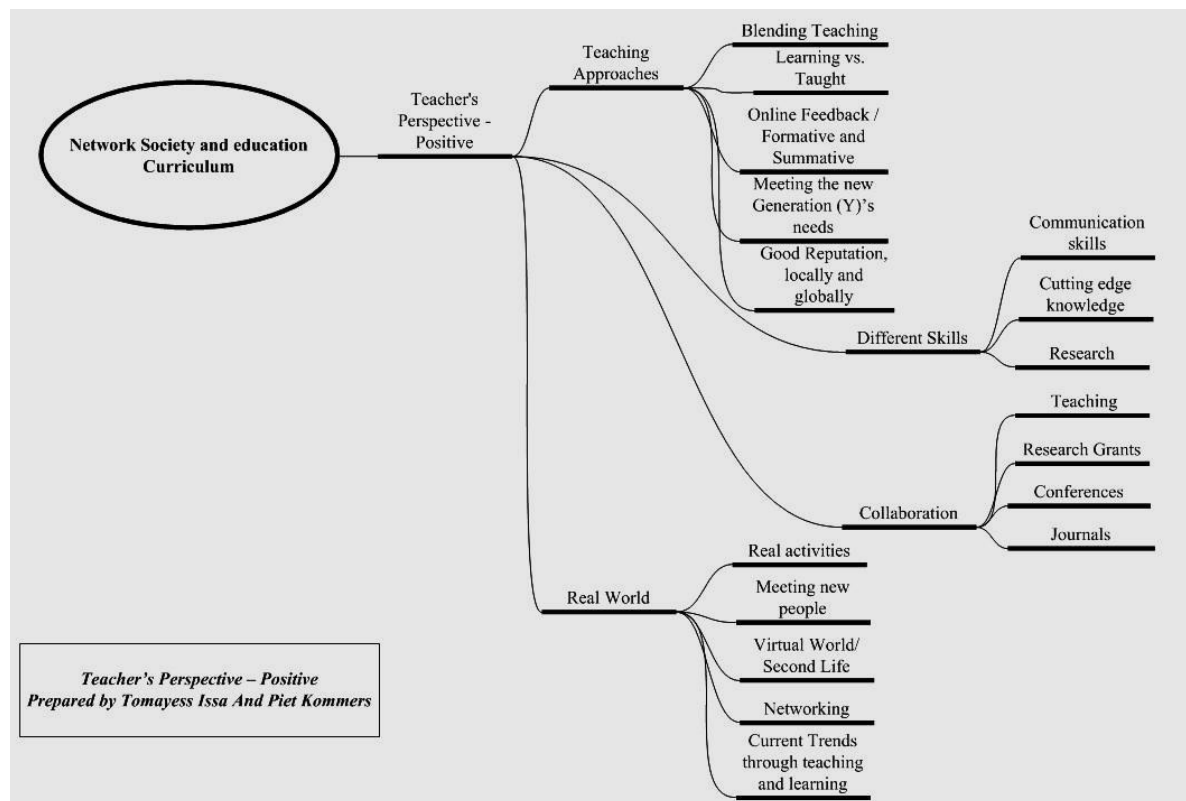 Network Society and education
Curriculum
Teacher's
Perspective -
Positive
Teaching
Approaches
Blending Teaching
Learning vs.
Taught
Online Feedback /
Formative and
Summative
Meeting the new
Generation (Y)’s
needs
Good Reputation,
locally and
globally
Different Skills
Communication
skills
Cutting edge
knowledge
Research
Collaboration
Teaching
Research Grants
Conferences
Journals
Real World
Real activities
Meeting new
people
Virtual World/
Second Life
Networking
Current Trends
through teaching
and learning
Teacher’s Perspective – Positive
Prepared by Tomayess Issa And Piet Kommers